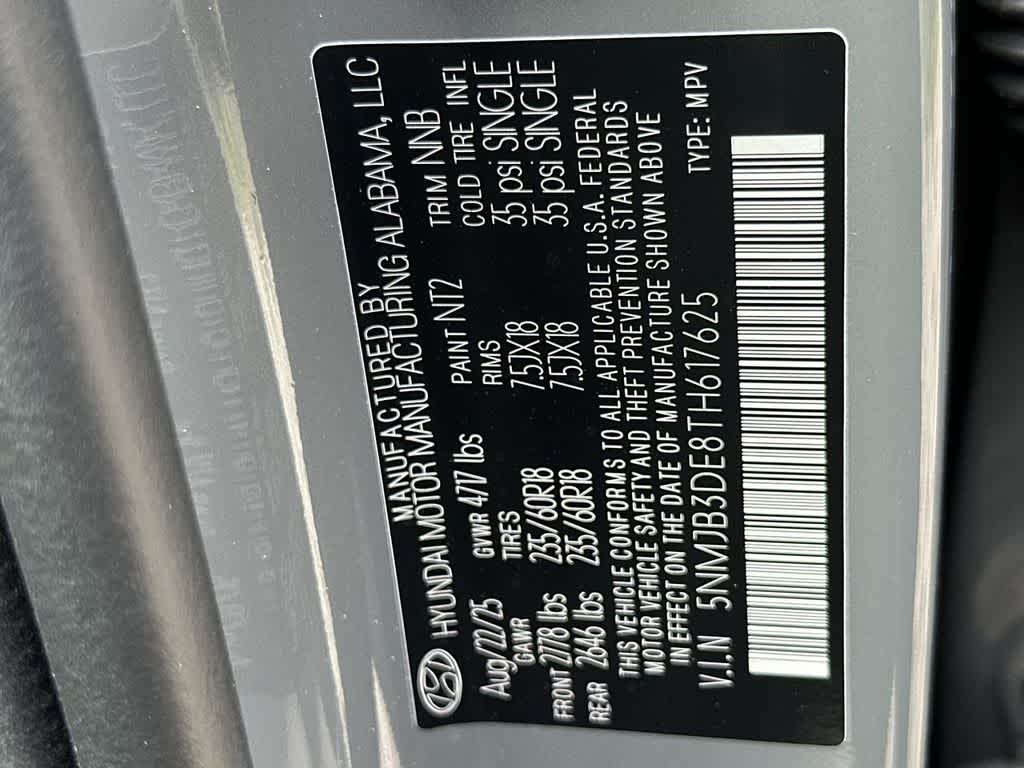 MANUFACTURED BY
HYUNDAI MOTOR MANUFACTURING ALABAMA, LLC
Aug/22/25 GVWR 4717 lbs PAINT NT2 TRIM NNB
GAWR TIRES RIMS COLD TIRE INFL
FRONT 2778 lbs 235/60R18 7.5JX18 35 psi SINGLE
REAR 2646 lbs 235/60R18 7.5JX18 35 psi SINGLE
THIS VEHICLE CONFORMS TO ALL APPLICABLE U.S.A. FEDERAL
MOTOR VEHICLE SAFETY AND THEFT PREVENTION STANDARDS
IN EFFECT ON THE DATE OF MANUFACTURE SHOWN ABOVE
V.I.N 5NMJB3DE8TH617625 TYPE: MPV